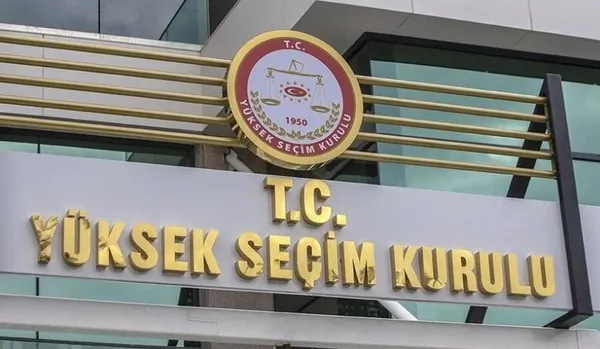 T.C.
1950
YÜKSEK SEÇİM KURULU
T.C.
YÜKSEK SEÇİM KURULU